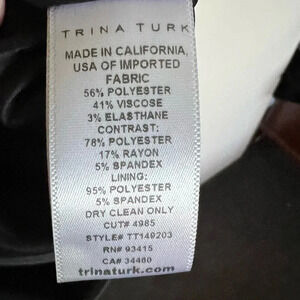 TRINA TURK
MADE IN CALIFORNIA,
USA OF IMPORTED
FABRIC
56% POLYESTER
41% VISCOSE
3% ELASTHANE
CONTRAST:
78% POLYESTER
17% RAYON
5% SPANDEX
LINING:
95% POLYESTER
5% SPANDEX
DRY CLEAN ONLY
CUT# 4985
STYLE# TT149203
RN# 93415
CA# 34460
trinaturk.com